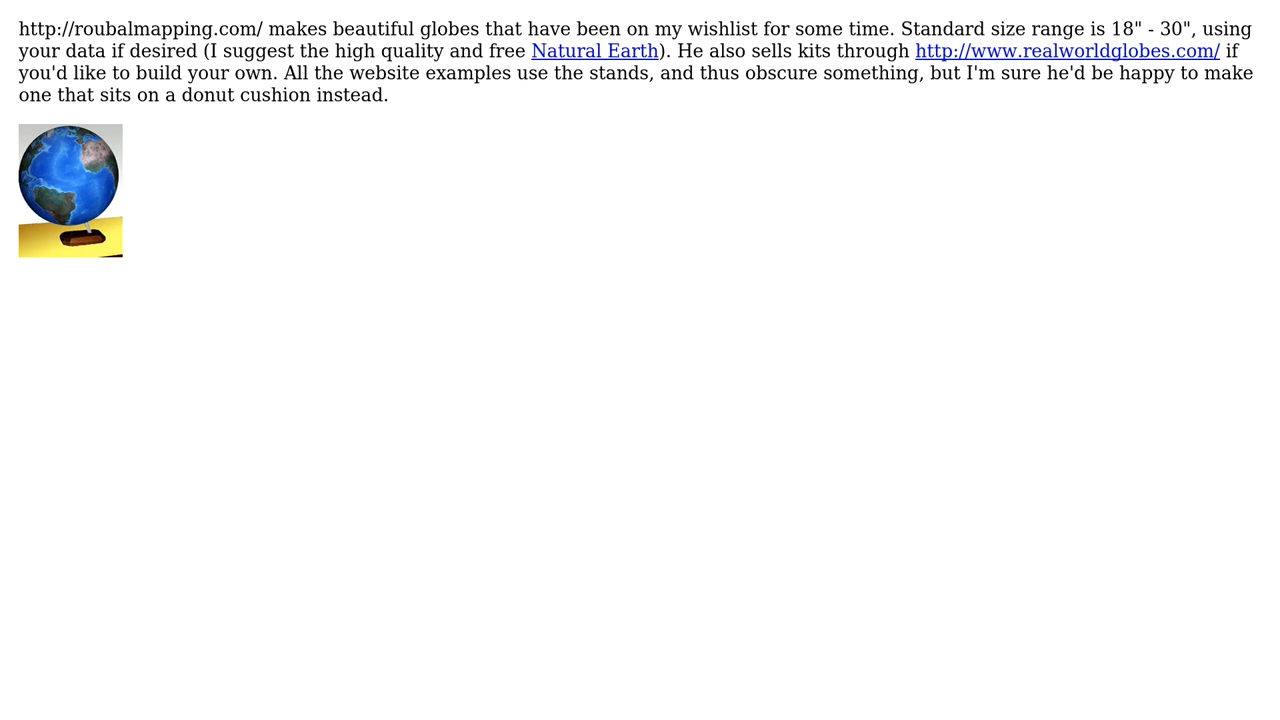 http://roubalmapping.com/ makes beautiful globes that have been on my wishlist for some time. Standard size range is 18" - 30", using
your data if desired (I suggest the high quality and free Natural Earth). He also sells kits through http://www.realworldglobes.com/ if
you'd like to build your own. All the website examples use the stands, and thus obscure something, but I'm sure he'd be happy to make
one that sits on a donut cushion instead.